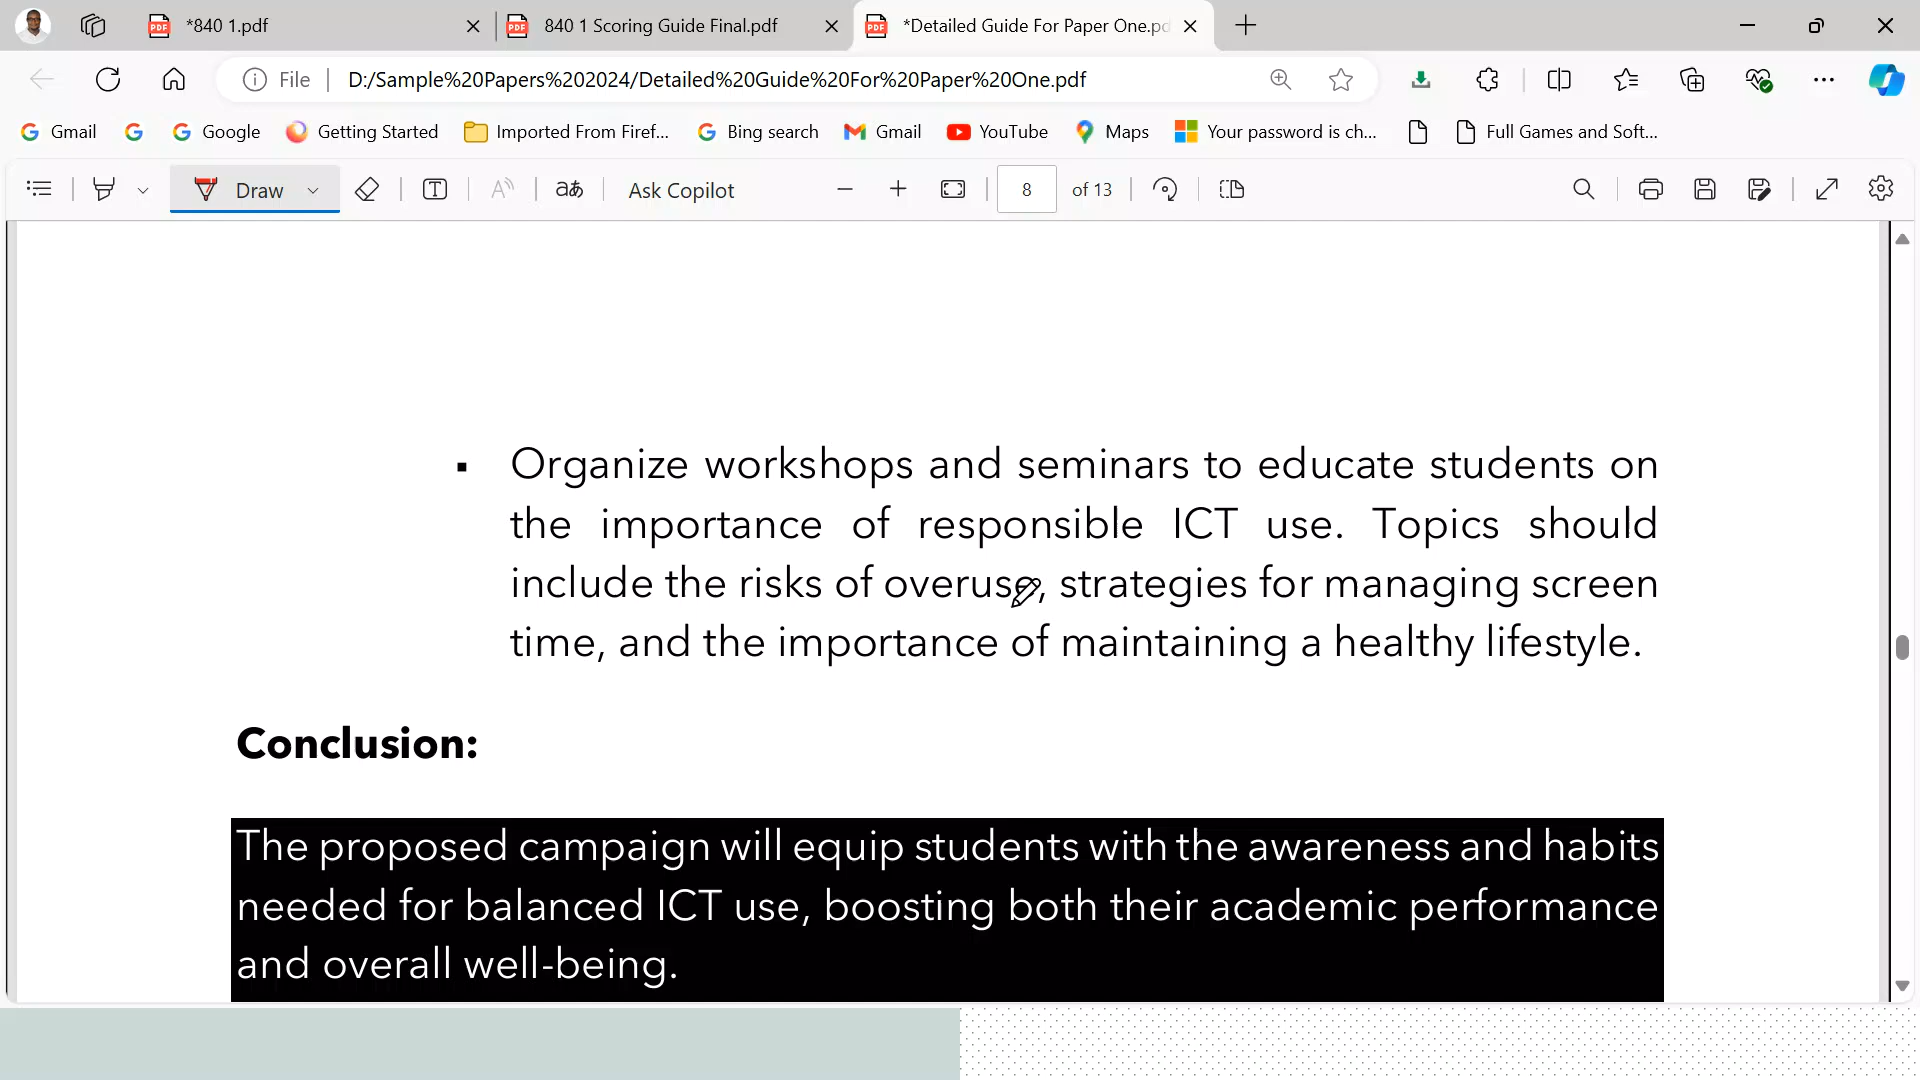 *840 1.pdf
840 1 Scoring Guide Final.pdf
*Detailed Guide For Paper One.pd
File
D:/Sample%20Papers%202024/Detailed%20Guide%20For%20Paper%20One.pdf
Gmail
Google
Getting Started
Imported From Firef...
Bing search
Gmail
YouTube
Maps
Your password is ch...
Full Games and Soft...
Draw
Ask Copilot
8
of 13
Organize workshops and seminars to educate students on
the importance of responsible ICT use. Topics should
include the risks of overuse, strategies for managing screen
time, and the importance of maintaining a healthy lifestyle.
Conclusion:
The proposed campaign will equip students with the awareness and habits
needed for balanced ICT use, boosting both their academic performance
and overall well-being.